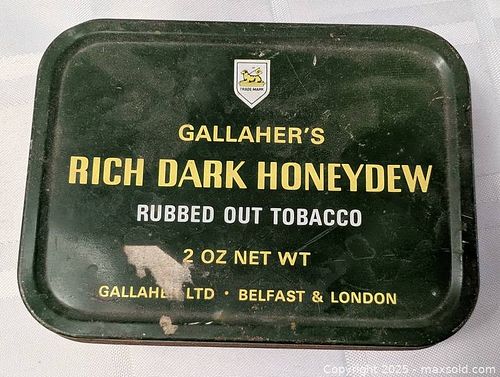 TRADE MARK
GALLAHER'S
RICH DARK HONEYDEW
RUBBED OUT TOBACCO
2 OZ NET WT
GALLAHE LTD · BELFAST & LONDON
Copyright 2025 - maxsold.com